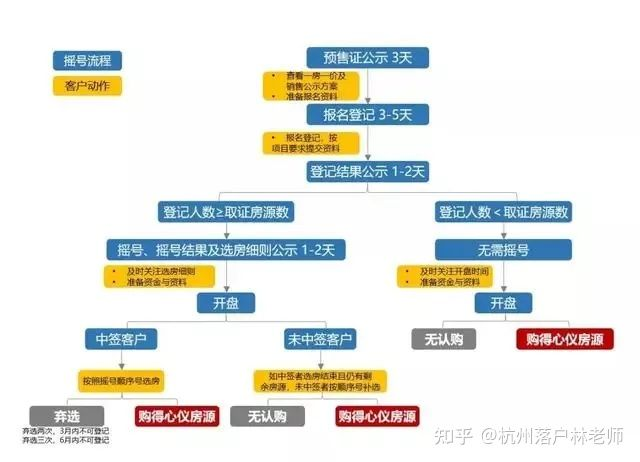 摇号流程
客户动作
预售证公示 3天
• 查看一房一价及
销售公示方案
• 准备报名资料
报名登记 3-5天
• 报名登记，按
项目要求提交资料
登记结果公示 1-2天
登记人数≥取证房源数
登记人数＜取证房源数
摇号、摇号结果及选房细则公示 1-2天
无需摇号
• 及时关注选房细则
• 准备资金与资料
• 及时关注开盘时间
• 准备资金与资料
开盘
开盘
中签客户
未中签客户
无认购
购得心仪房源
按照摇号顺序号选房
如中签者选房结束且仍有剩
余房源，未中签者按顺序号补选
弃选
购得心仪房源
无认购
购得心仪房源
弃选两次，3月内不可登记
弃选三次，6月内不可登记
知乎 @杭州落户林老师